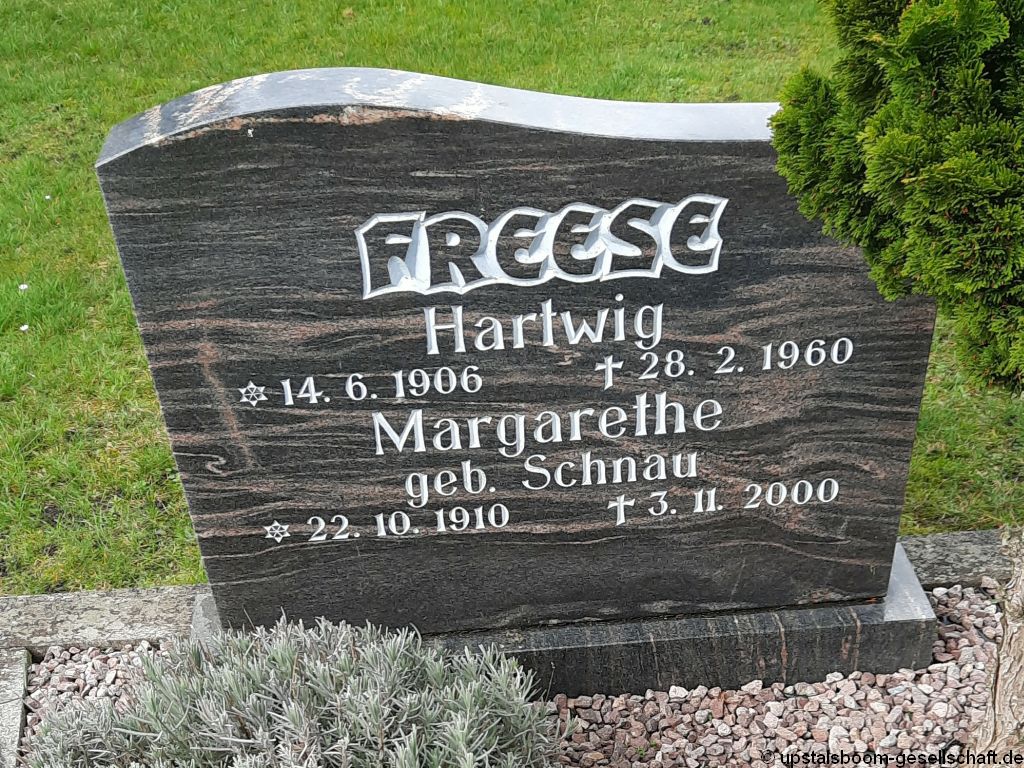 FREESE
Hartwig
14. 6. 1906 † 28. 2. 1960
Margarethe
geb. Schnau
22. 10. 1910 † 3. 11. 2000
© upstalsboom-gesellschaft.de